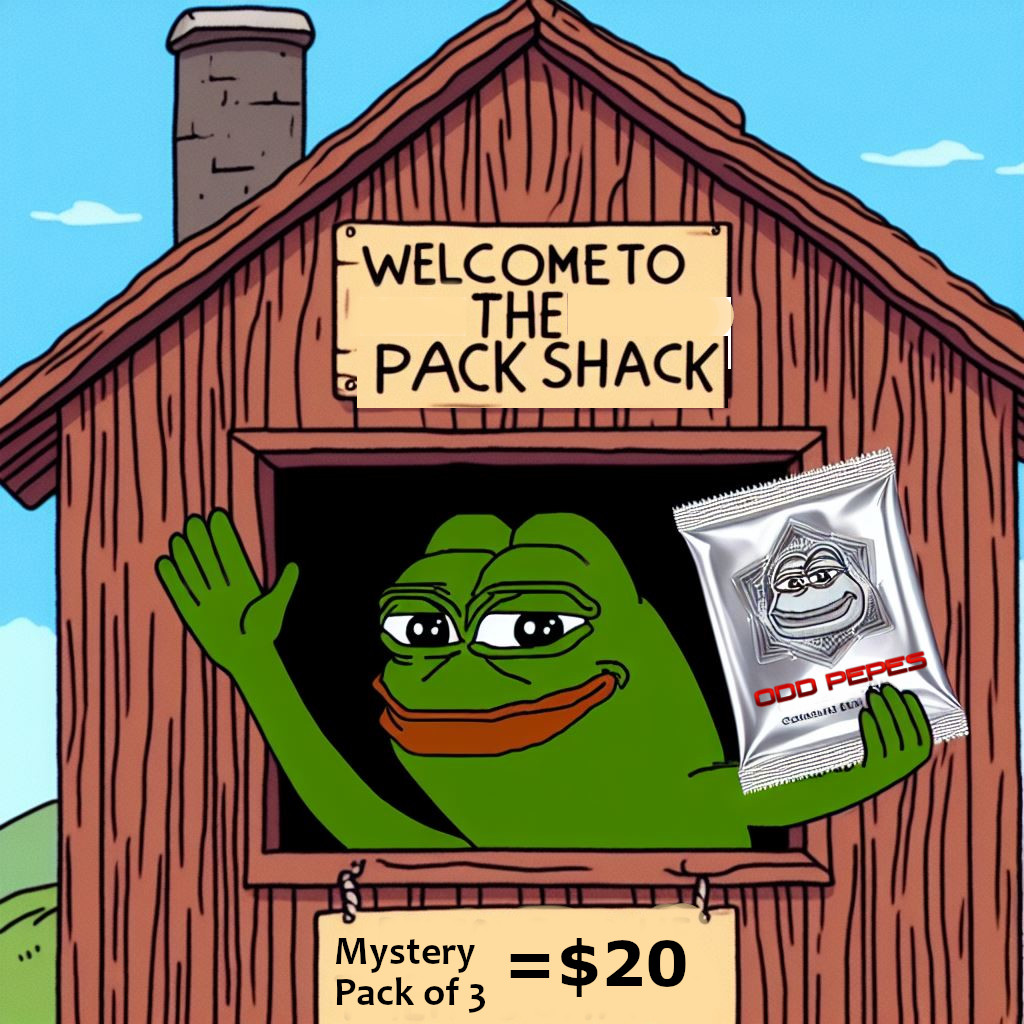 WELCOME TO
THE
PACK SHACK
ODD PEPES
Mystery
Pack of 3
=$20